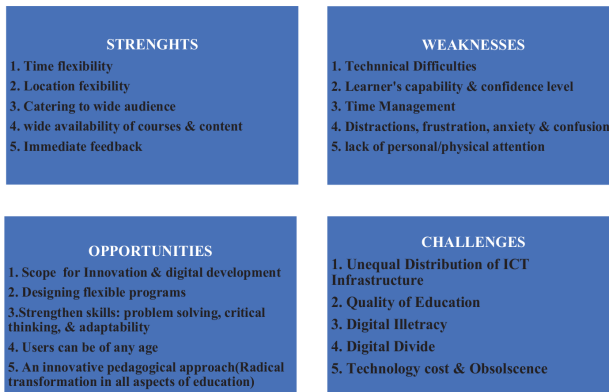 STRENGHTS
1. Time flexibility
2. Location fexibility
3. Catering to wide audience
4. wide availability of courses & content
5. Immediate feedback
WEAKNESSES
1. Technnical Difficulties
2. Learner's capability & confidence level
3. Time Management
4. Distractions, frustration, anxiety & confusion
5. lack of personal/physical attention
OPPORTUNITIES
1. Scope for Innovation & digital development
2. Designing flexible programs
3.Strengthen skills: problem solving, critical
thinking, & adaptability
4. Users can be of any age
5. An innovative pedagogical approach(Radical
transformation in all aspects of education)
CHALLENGES
1. Unequal Distribution of ICT
Infrastructure
2. Quality of Education
3. Digital Illetracy
4. Digital Divide
5. Technology cost & Obsolscence